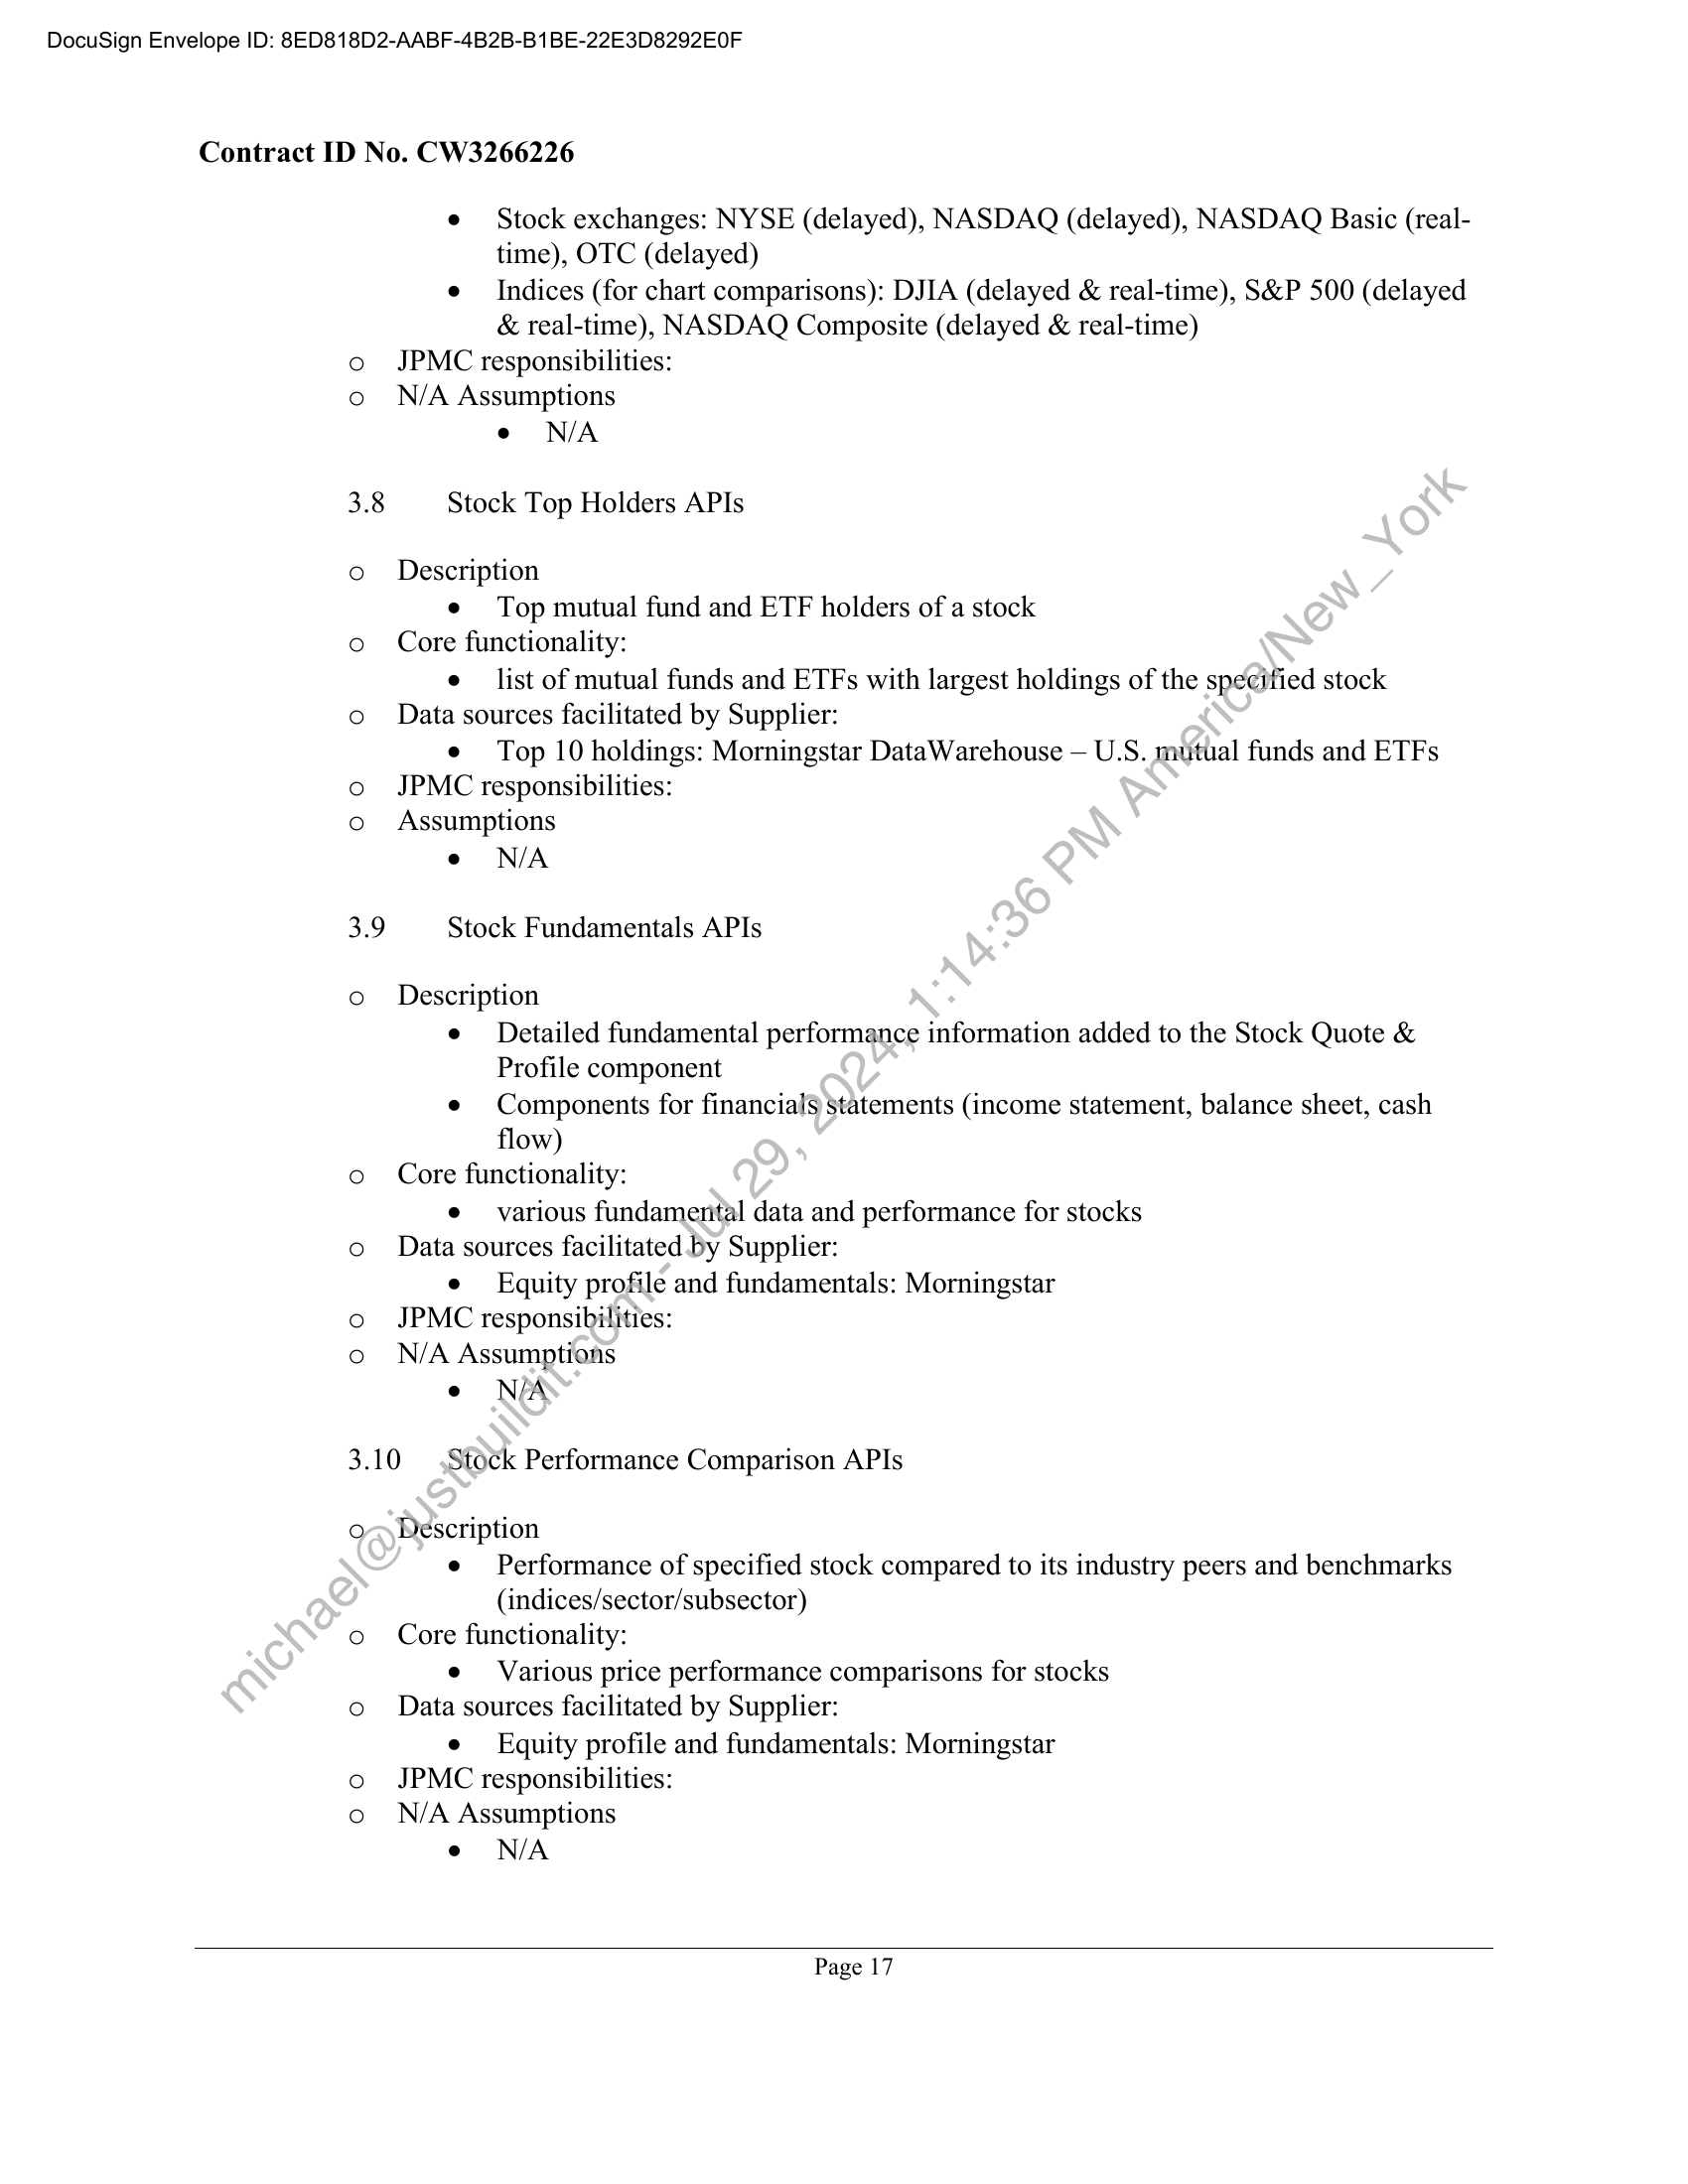 DocuSign Envelope ID: 8ED818D2-AABF-4B2B-B1BE-22E3D8292E0F
Contract ID No. CW3266226
• Stock exchanges: NYSE (delayed), NASDAQ (delayed), NASDAQ Basic (real-
time), OTC (delayed)
• Indices (for chart comparisons): DJIA (delayed & real-time), S&P 500 (delayed
& real-time), NASDAQ Composite (delayed & real-time)
o JPMC responsibilities:
o N/A Assumptions
• N/A
3.8 Stock Top Holders APIs
o Description
• Top mutual fund and ETF holders of a stock
o Core functionality:
• list of mutual funds and ETFs with largest holdings of the specified stock
o Data sources facilitated by Supplier:
• Top 10 holdings: Morningstar DataWarehouse – U.S. mutual funds and ETFs
o JPMC responsibilities:
o Assumptions
• N/A
3.9 Stock Fundamentals APIs
o Description
• Detailed fundamental performance information added to the Stock Quote &
Profile component
• Components for financials statements (income statement, balance sheet, cash
flow)
o Core functionality:
• various fundamental data and performance for stocks
o Data sources facilitated by Supplier:
• Equity profile and fundamentals: Morningstar
o JPMC responsibilities:
o N/A Assumptions
• N/A
3.10 Stock Performance Comparison APIs
o Description
• Performance of specified stock compared to its industry peers and benchmarks
(indices/sector/subsector)
o Core functionality:
• Various price performance comparisons for stocks
o Data sources facilitated by Supplier:
• Equity profile and fundamentals: Morningstar
o JPMC responsibilities:
o N/A Assumptions
• N/A
Page 17
michael@justbuildit.com - Jul 29, 2024, 1:14:36 PM America/New_York